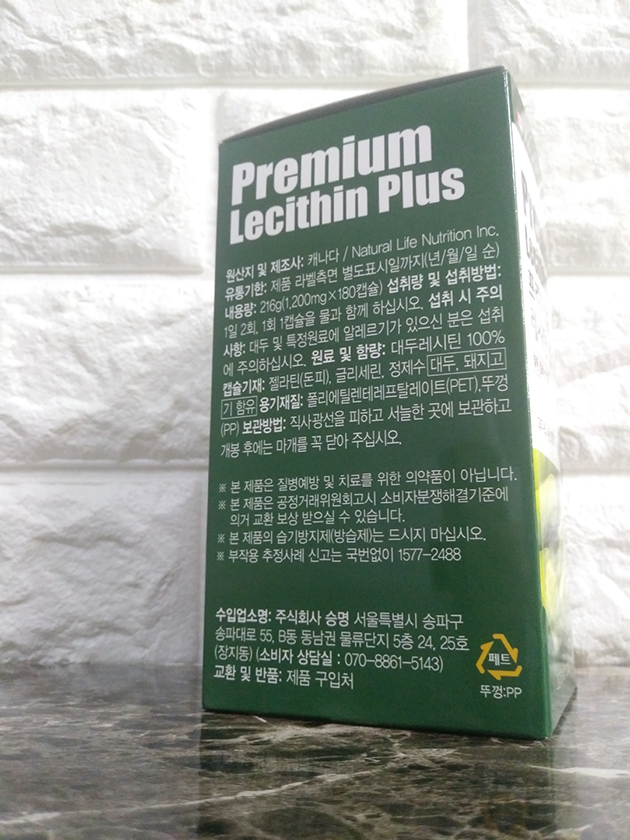 Premium
Lecithin Plus
원산지 및 제조사: 캐나다 / Natural Life Nutrition Inc.
유통기한: 제품 라벨측면 별도표시일까지(년/월/일 순)
내용량: 216g(1,200mg×180캡슐) 섭취량 및 섭취방법:
1일 2회, 1회 1캡슐을 물과 함께 하십시오. 섭취 시 주의
사항: 대두 및 특정원료에 알레르기가 있으신 분은 섭취
에 주의하십시오. 원료 및 함량: 대두레시틴 100%
캡슐기재: 젤라틴(돈피), 글리세린, 정제수 대두, 돼지고
기 함유 용기재질: 폴리에틸렌테레프탈레이트(PET),뚜껑
(PP) 보관방법: 직사광선을 피하고 서늘한 곳에 보관하고
개봉 후에는 마개를 꼭 닫아 주십시오.
※ 본 제품은 질병예방 및 치료를 위한 의약품이 아닙니다.
※ 본 제품은 공정거래위원회고시 소비자분쟁해결기준에
의거 교환 보상 받으실 수 있습니다.
※ 본 제품의 습기방지제(방습제)는 드시지 마십시오.
※ 부작용 추정사례 신고는 국번없이 1577-2488
수입업소명: 주식회사 승명 서울특별시 송파구
송파대로 55, B동 동남권 물류단지 5층 24, 25호
(장지동) (소비자 상담실 : 070-8861-5143)
교환 및 반품: 제품 구입처
페트
뚜껑:PP